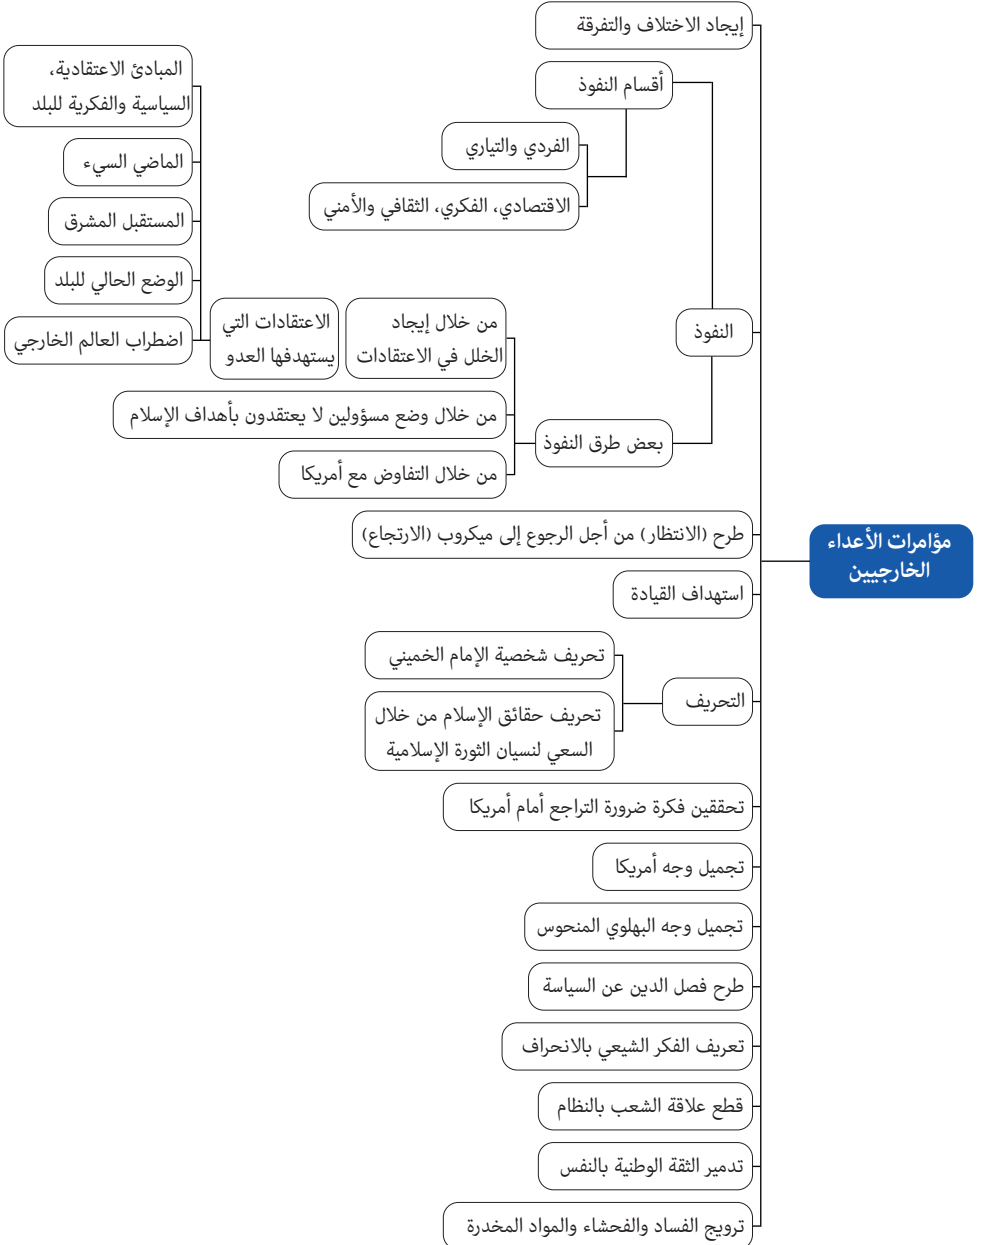 مؤامرات الأعداء
الخارجيين
إيجاد الاختلاف والتفرقة
النفوذ
أقسام النفوذ
الفردي والتياري
الاقتصادي، الفكري، الثقافي والأمني
بعض طرق النفوذ
من خلال إيجاد
الخلل في الاعتقادات
الاعتقادات التي
يستهدفها العدو
المبادئ الاعتقادية،
السياسية والفكرية للبلد
الماضي السيء
المستقبل المشرق
الوضع الحالي للبلد
اضطراب العالم الخارجي
من خلال وضع مسؤولين لا يعتقدون بأهداف الإسلام
من خلال التفاوض مع أمريكا
طرح (الانتظار) من أجل الرجوع إلى ميكروب (الارتجاع)
استهداف القيادة
التحريف
تحريف شخصية الإمام الخميني
تحريف حقائق الإسلام من خلال
السعي لنسيان الثورة الإسلامية
تحققين فكرة ضرورة التراجع أمام أمريكا
تجميل وجه أمريكا
تجميل وجه البهلوي المنحوس
طرح فصل الدين عن السياسة
تعريف الفكر الشيعي بالانحراف
قطع علاقة الشعب بالنظام
تدمير الثقة الوطنية بالنفس
ترويج الفساد والفحشاء والمواد المخدرة